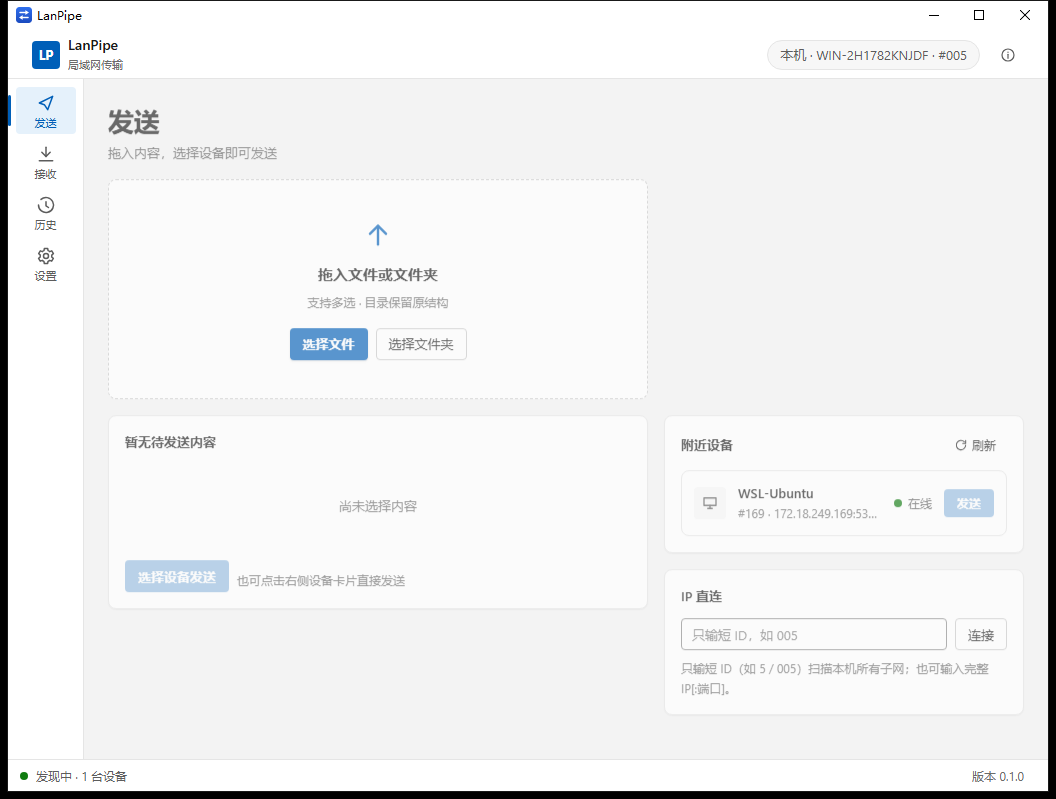 LanPipe
LP
LanPipe
局域网传输
本机 · WIN-2H1782KNJDF · #005
发送
接收
历史
设置
发送
拖入内容，选择设备即可发送
拖入文件或文件夹
支持多选 · 目录保留原结构
选择文件
选择文件夹
暂无待发送内容
尚未选择内容
选择设备发送
也可点击右侧设备卡片直接发送
附近设备
刷新
WSL-Ubuntu
#169 · 172.18.249.169:53...
在线
发送
IP 直连
只输短 ID，如 005
连接
只输短 ID（如 5 / 005）扫描本机所有子网；也可输入完整
IP[:端口]。
发现中 · 1 台设备
版本 0.1.0